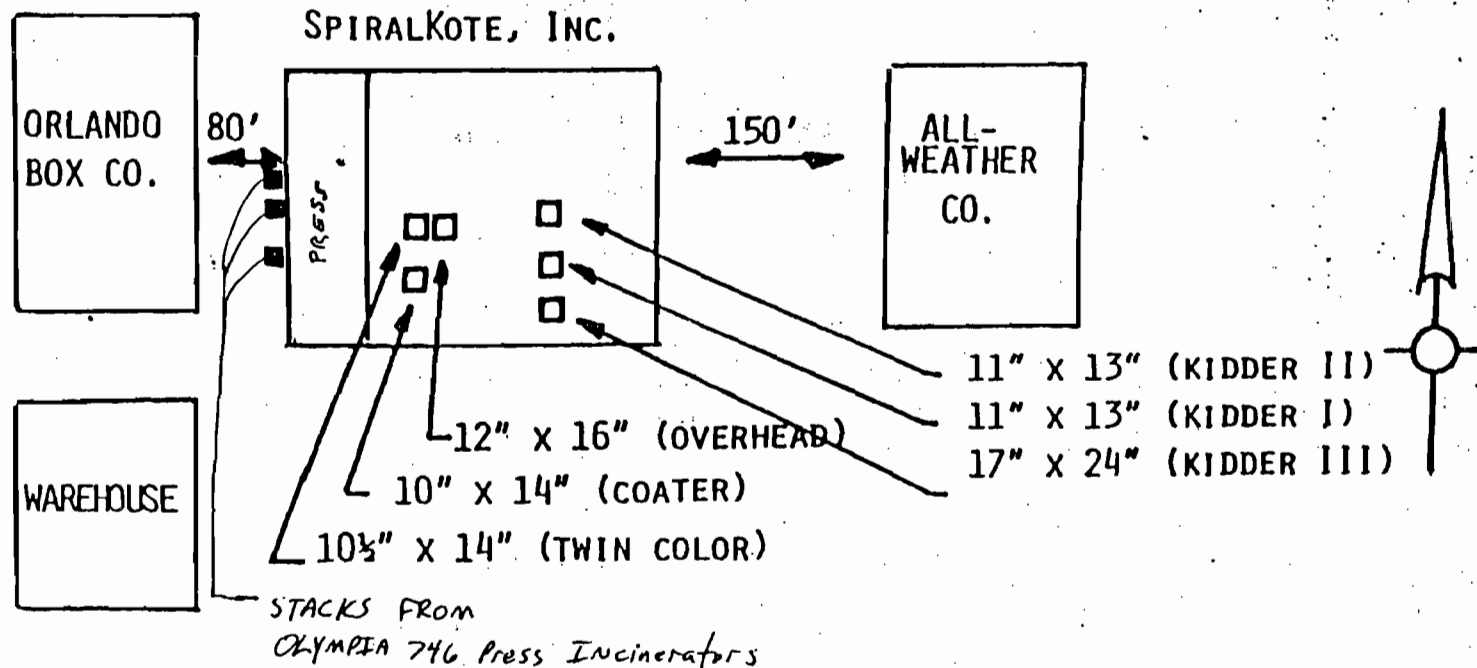 SPIRALKOTE, INC.
ORLANDO
BOX CO.
80'
PRESS
150'
ALL-
WEATHER
CO.
11" X 13" (KIDDER II)
11" X 13" (KIDDER I)
17" X 24" (KIDDER III)
12" X 16" (OVERHEAD)
10" X 14" (COATER)
10½" X 14" (TWIN COLOR)
WAREHOUSE
STACKS FROM
OLYMPIA 746 Press Incinerators